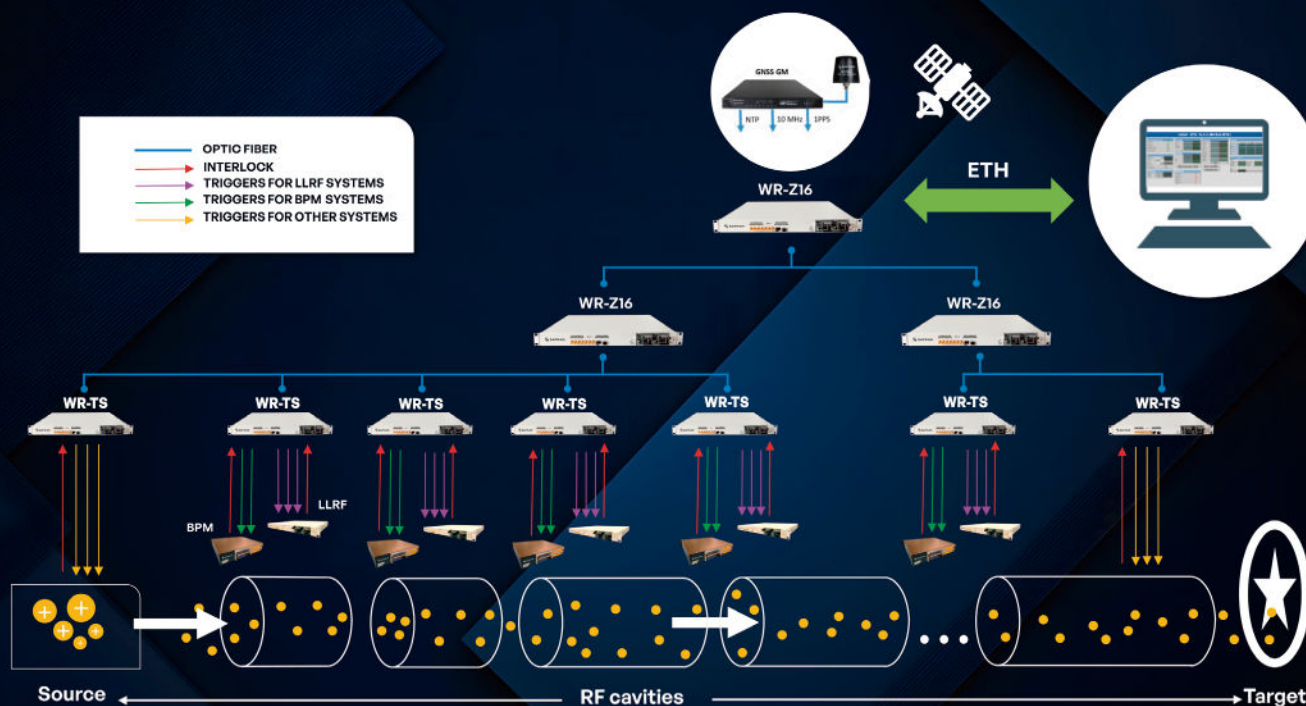 GNSS GM
NTP
10 MHz
1PPS
OPTIC FIBER
INTERLOCK
TRIGGERS FOR LLRF SYSTEMS
TRIGGERS FOR BPM SYSTEMS
TRIGGERS FOR OTHER SYSTEMS
ETH
WR-Z16
WR-Z16
WR-Z16
WR-TS
WR-TS
WR-TS
WR-TS
WR-TS
WR-TS
WR-TS
LLRF
BPM
Source
RF cavities
Target